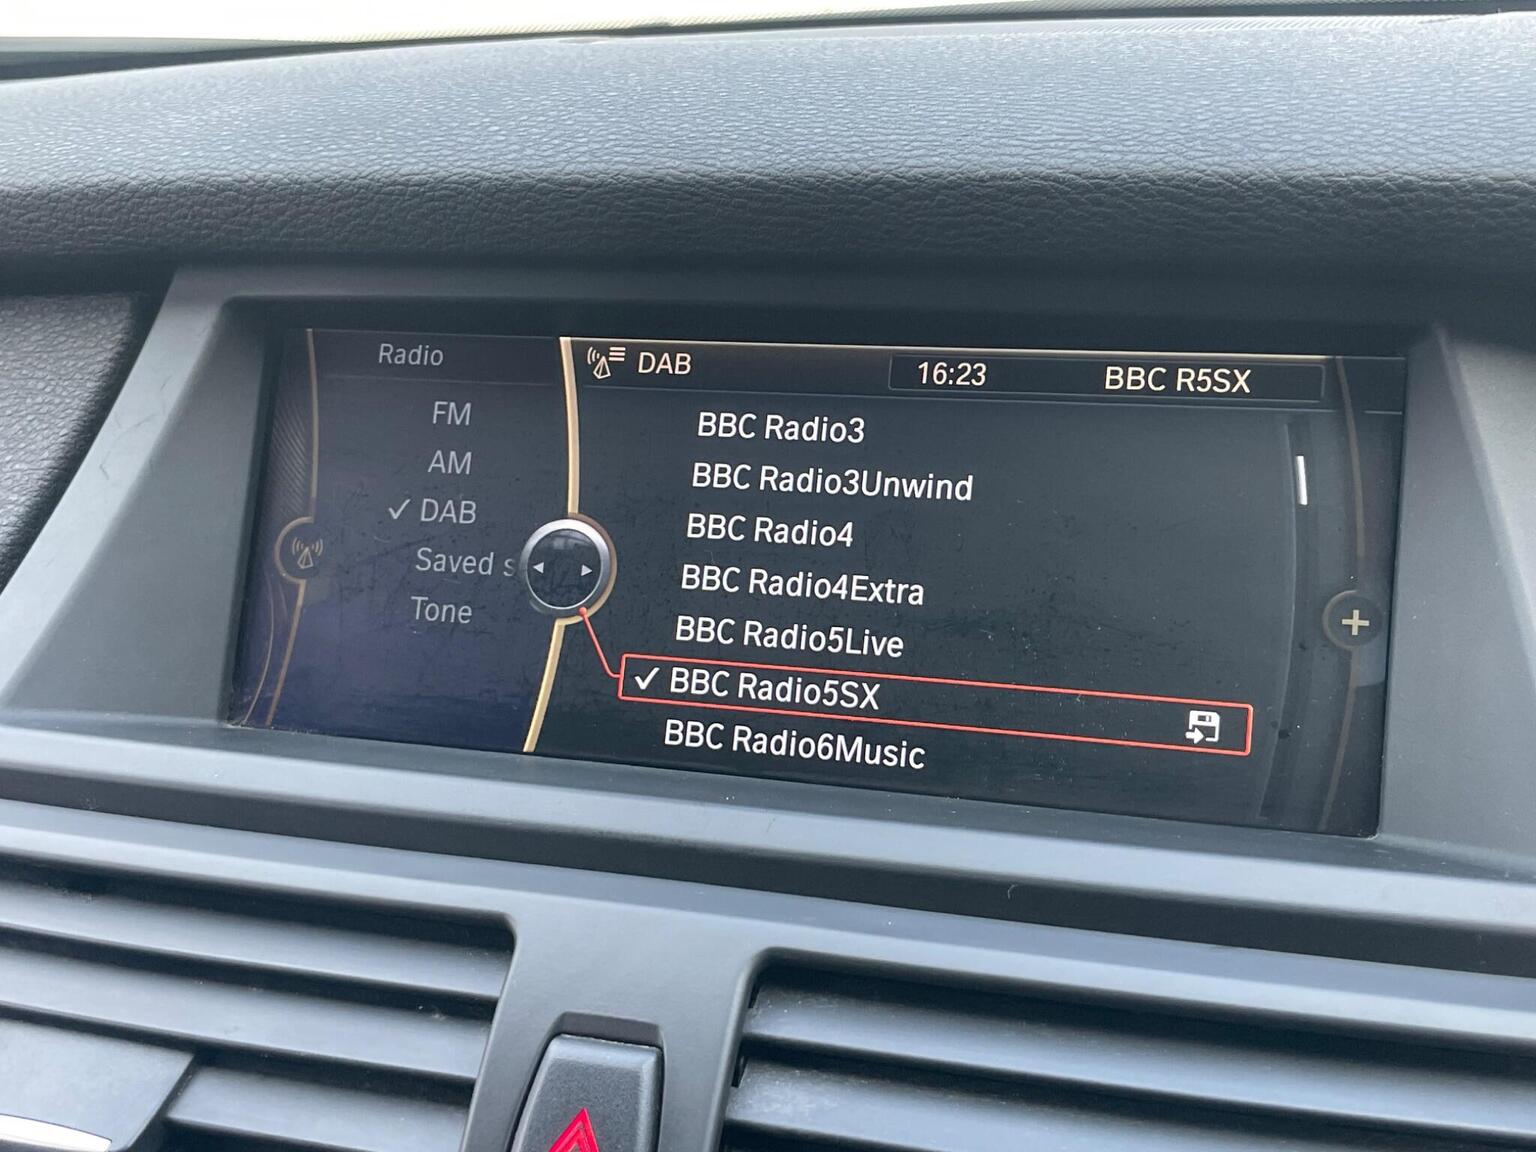 Radio
FM
AM
DAB
Saved s
Tone
DAB
16:23
BBC R5SX
BBC Radio3
BBC Radio3Unwind
BBC Radio4
BBC Radio4Extra
BBC Radio5Live
BBC Radio5SX
BBC Radio6Music